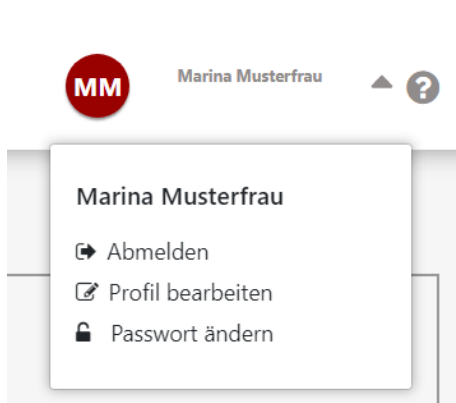 MM Marina Musterfrau ?
Marina Musterfrau
Abmelden
Profil bearbeiten
Passwort ändern